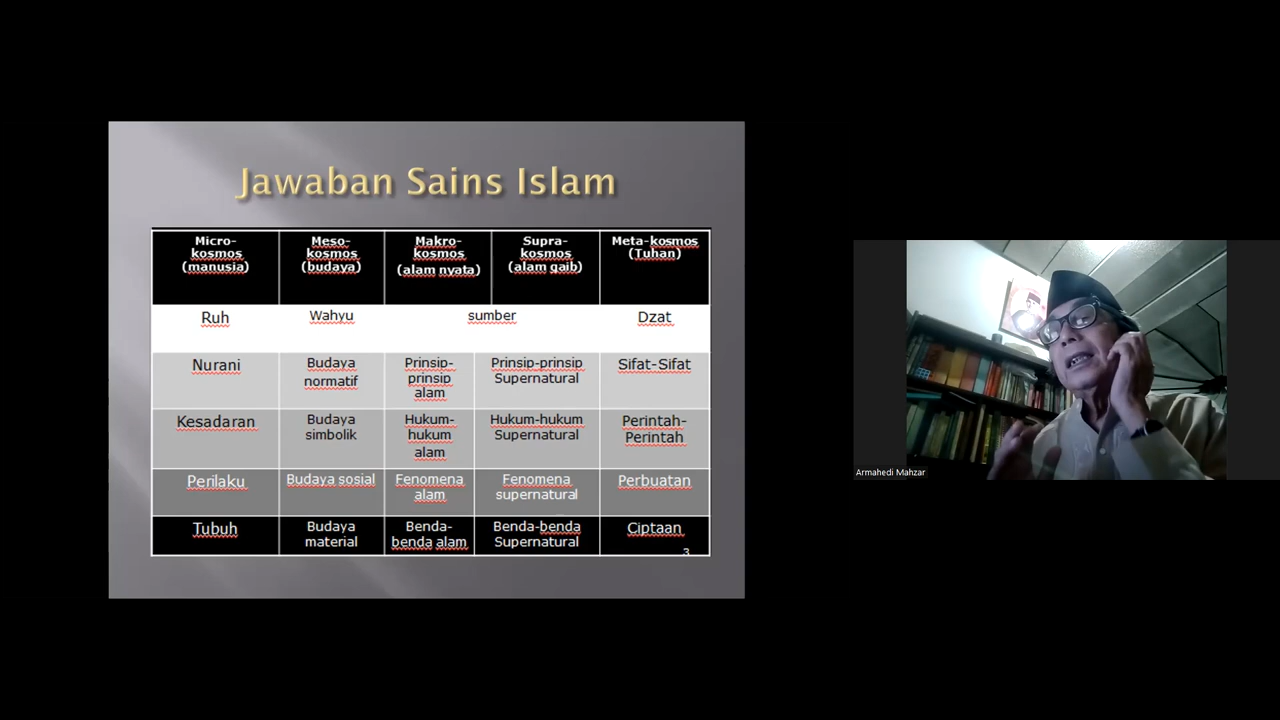 Jawaban Sains Islam
Micro-
kosmos
(manusia)
Meso-
kosmos
(budaya)
Makro-
kosmos
(alam nyata)
Supra-
kosmos
(alam gaib)
Meta-kosmos
(Tuhan)
Ruh
Wahyu
sumber
Dzat
Nurani
Budaya
normatif
Prinsip-
prinsip
alam
Prinsip-prinsip
Supernatural
Sifat-Sifat
Kesadaran
Budaya
simbolik
Hukum-
hukum
alam
Hukum-hukum
Supernatural
Perintah-
Perintah
Perilaku
Budaya sosial
Fenomena
alam
Fenomena
supernatural
Perbuatan
Tubuh
Budaya
material
Benda-
benda alam
Benda-benda
Supernatural
Ciptaan
3
Armahedi Mahzar